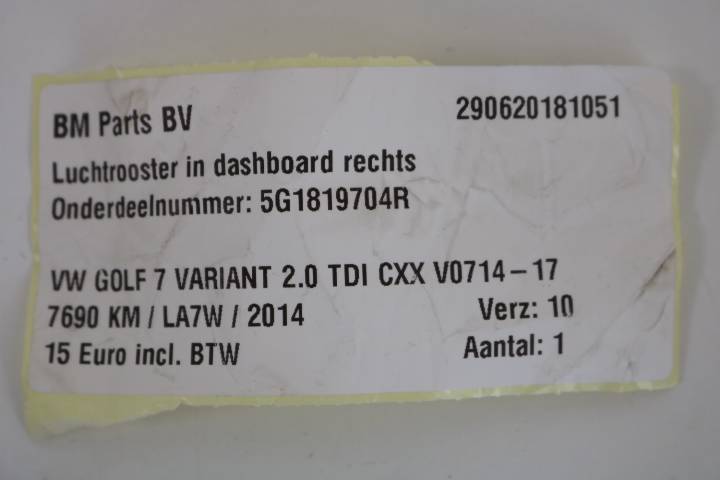 BM Parts BV 290620181051
Luchtrooster in dashboard rechts
Onderdeelnummer: 5G1819704R
VW GOLF 7 VARIANT 2.0 TDI CXX V0714-17
7690 KM / LA7W / 2014 Verz: 10
15 Euro incl. BTW Aantal: 1